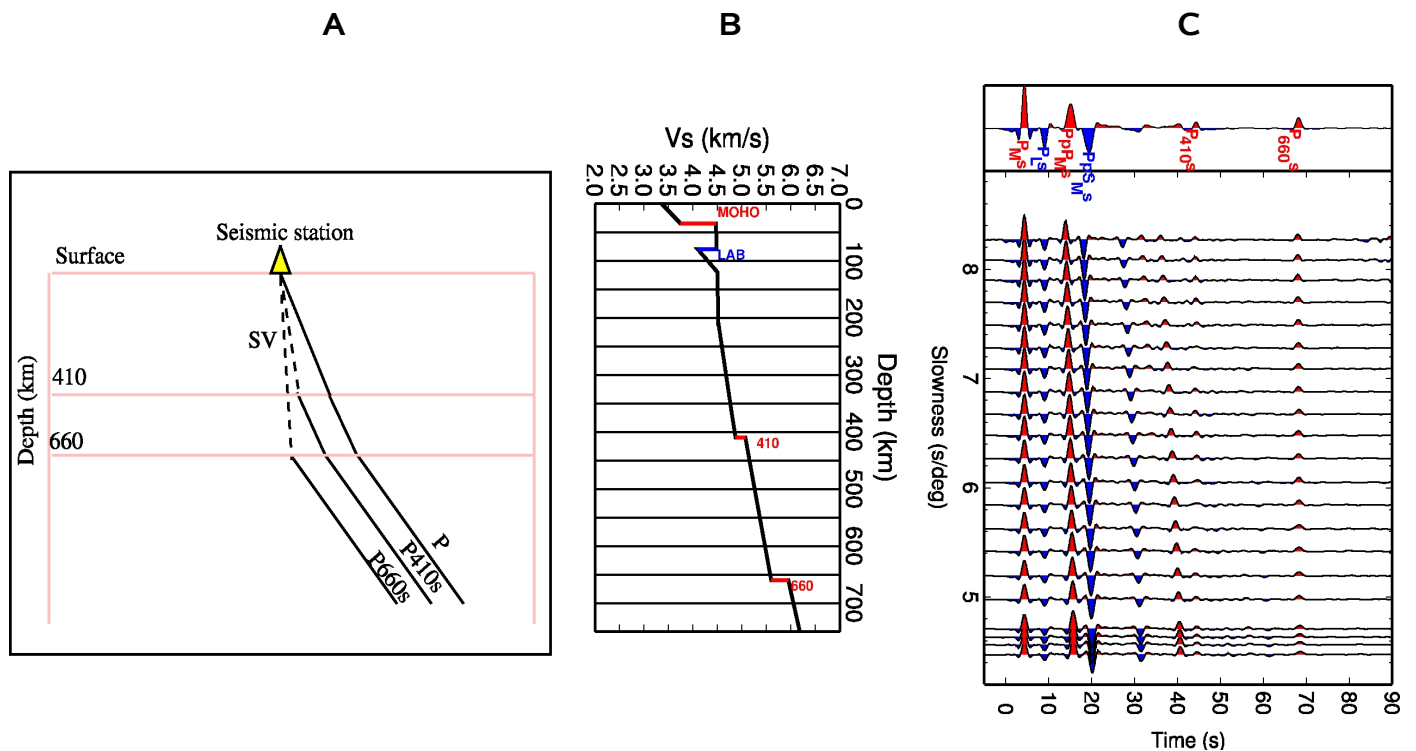 A
B
C
Seismic station
Surface
SV
410
660
Depth (km)
P
P410s
P660s
Vs (km/s)
2.0 2.5 3.0 3.5 4.0 4.5 5.0 5.5 6.0 6.5 7.0
MOHO
LAB
410
660
0
100
200
300
400
500
600
700
Depth (km)
PMs
PLs
PpPMs
PpSMs
P410s
P660s
8
7
6
5
Slowness (s/deg)
0 10 20 30 40 50 60 70 80 90
Time (s)